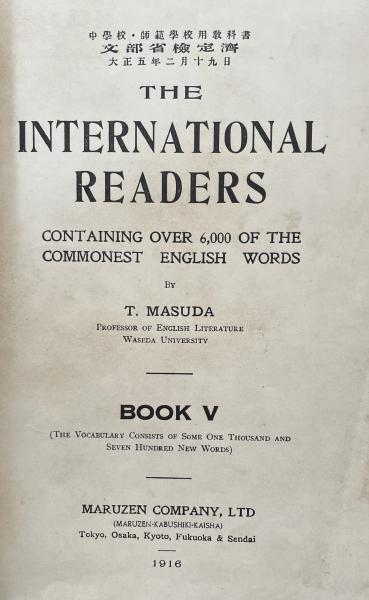 中學校・師範學校用教科書
文部省檢定濟
大正五年二月十九日
THE
INTERNATIONAL
READERS
CONTAINING OVER 6,000 OF THE
COMMONEST ENGLISH WORDS
BY
T. MASUDA
PROFESSOR OF ENGLISH LITERATURE
WASEDA UNIVERSITY
BOOK V
(THE VOCABULARY CONSISTS OF SOME ONE THOUSAND AND
SEVEN HUNDRED NEW WORDS)
MARUZEN COMPANY, LTD
(MARUZEN-KABUSHIKI-KAISHA)
Tokyo, Osaka, Kyoto, Fukuoka & Sendai
1916